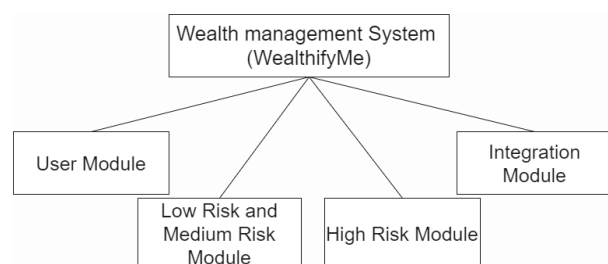 Wealth management System
(WealthifyMe)
User Module
Integration
Module
Low Risk and
Medium Risk
Module
High Risk Module